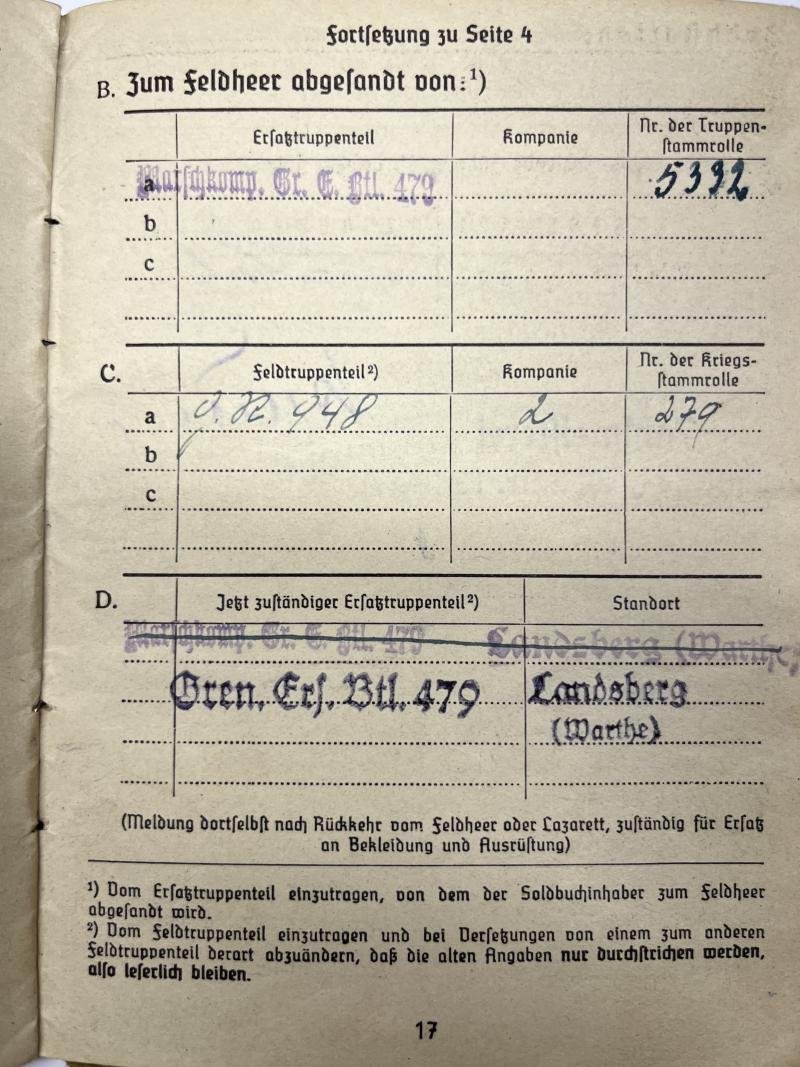 Fortsetzung zu Seite 4
B. Zum Feldheer abgesandt von:¹)
Ersatztruppenteil Kompanie Nr. der Truppen-
stammrolle
a Marschkomp. Gr. E. Btl. 479 5332
b
c
C. Feldtruppenteil²) Kompanie Nr. der Kriegs-
stammrolle
a G. R. 948 2 279
b
c
D. Jetzt zuständiger Ersatztruppenteil²) Standort
Marschkomp. Gr. E. Btl. 479 Landsberg (Warthe)
Gren. Ers. Btl. 479 Landsberg
(Warthe)
(Meldung dortselbst nach Rückkehr vom Feldheer oder Lazarett, zuständig für Ersatz
an Bekleidung und Ausrüstung)
¹) Vom Ersatztruppenteil einzutragen, von dem der Soldbuchinhaber zum Feldheer
abgesandt wird.
²) Vom Feldtruppenteil einzutragen und bei Versetzungen von einem zum anderen
Feldtruppenteil derart abzuändern, daß die alten Angaben nur durchstrichen werden,
also leserlich bleiben.
17